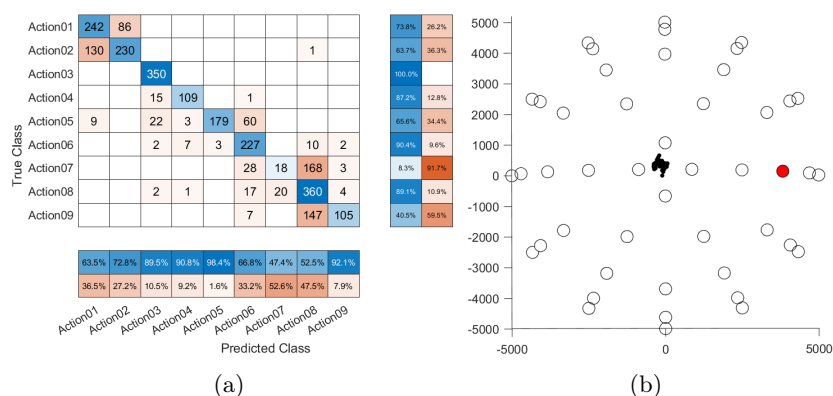 Action01 242 86 73.8% 26.2%
Action02 130 230 1 63.7% 36.3%
Action03 350 100.0%
Action04 15 109 1 87.2% 12.8%
Action05 9 22 3 179 60 65.6% 34.4%
Action06 2 7 3 227 10 2 90.4% 9.6%
Action07 28 18 168 3 8.3% 91.7%
Action08 2 1 17 20 360 4 89.1% 10.9%
Action09 7 147 105 40.5% 59.5%
True Class
63.5% 72.8% 89.5% 90.8% 98.4% 66.8% 47.4% 52.5% 92.1%
36.5% 27.2% 10.5% 9.2% 1.6% 33.2% 52.6% 47.5% 7.9%
Action01 Action02 Action03 Action04 Action05 Action06 Action07 Action08 Action09
Predicted Class
(a)
5000
4000
3000
2000
1000
0
-1000
-2000
-3000
-4000
-5000
-5000 0 5000
(b)